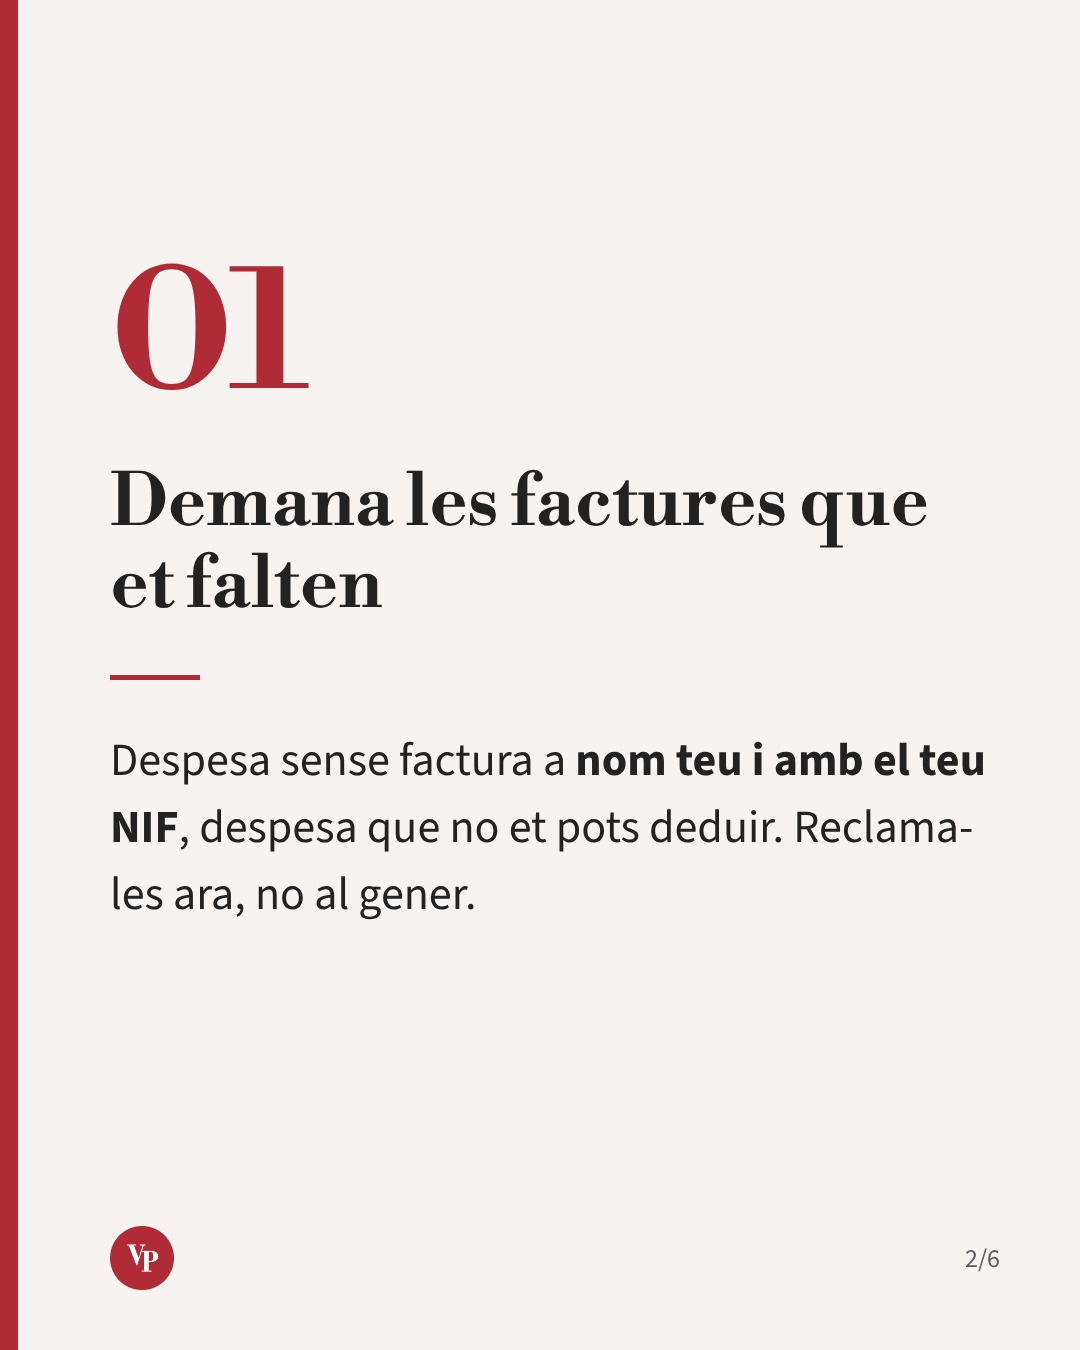 01
Demana les factures que
et falten
Despesa sense factura a nom teu i amb el teu
NIF, despesa que no et pots deduir. Reclama-
les ara, no al gener.
VP
2/6